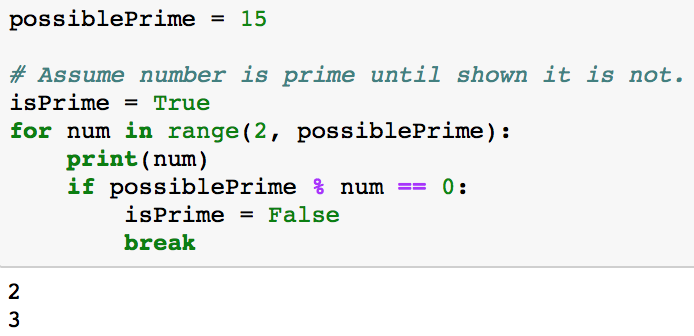 possiblePrime = 15
# Assume number is prime until shown it is not.
isPrime = True
for num in range(2, possiblePrime):
    print(num)
    if possiblePrime % num == 0:
        isPrime = False
        break
2
3